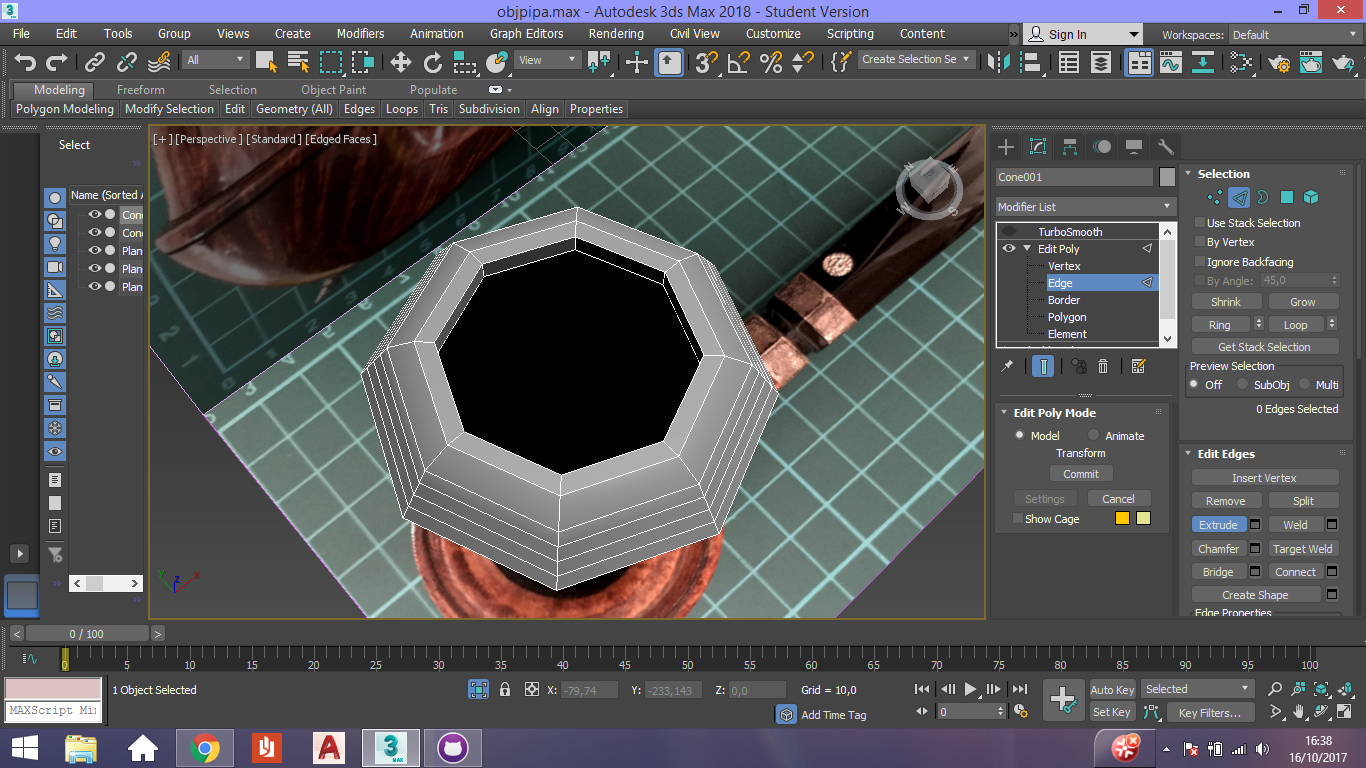 objpipa.max - Autodesk 3ds Max 2018 - Student Version
File Edit Tools Group Views Create Modifiers Animation Graph Editors Rendering Civil View Customize Scripting Content Sign In Workspaces: Default
All View Create Selection Se
Modeling Freeform Selection Object Paint Populate
Polygon Modeling Modify Selection Edit Geometry (All) Edges Loops Tris Subdivision Align Properties
Select
Name (Sorted A
Con
Con
Plan
Plan
Plan
[+] [Perspective] [Standard] [Edged Faces]
TOP
Cone001
Modifier List
TurboSmooth
Edit Poly
Vertex
Edge
Border
Polygon
Element
Edit Poly Mode
Model Animate
Transform
Commit
Settings Cancel
Show Cage
Selection
Use Stack Selection
By Vertex
Ignore Backfacing
By Angle: 45,0
Shrink Grow
Ring Loop
Get Stack Selection
Preview Selection
Off SubObj Multi
0 Edges Selected
Edit Edges
Insert Vertex
Remove Split
Extrude Weld
Chamfer Target Weld
Bridge Connect
Create Shape
Edge Properties
< 0 / 100 >
0 5 10 15 20 25 30 35 40 45 50 55 60 65 70 75 80 85 90 95 100
1 Object Selected X: -79,74 Y: -233,143 Z: 0,0 Grid = 10,0
Add Time Tag
Auto Key Selected
0 Set Key Key Filters...
MAXScript Min
3 MAX
16:38
16/10/2017